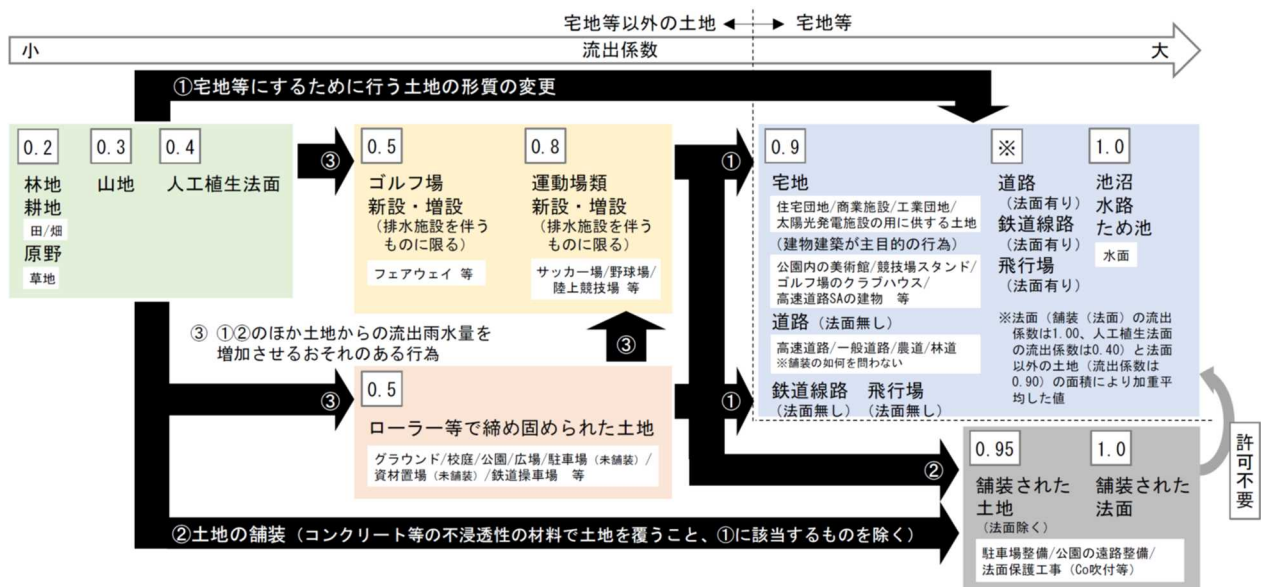 宅地等以外の土地
宅地等
小
流出係数
大
①宅地等にするために行う土地の形質の変更
0.2
林地
耕地
田/畑
原野
草地
0.3
山地
0.4
人工植生法面
③
0.5
ゴルフ場
新設・増設
(排水施設を伴う
ものに限る)
フェアウェイ 等
0.8
運動場類
新設・増設
(排水施設を伴う
ものに限る)
サッカー場/野球場/
陸上競技場 等
①
0.9
宅地
住宅団地/商業施設/工業団地/
太陽光発電施設の用に供する土地
(建物建築が主目的の行為)
公園内の美術館/競技場スタンド/
ゴルフ場のクラブハウス/
高速道路SAの建物 等
道路(法面無し)
高速道路/一般道路/農道/林道
※舗装の如何を問わない
鉄道線路
(法面無し)
飛行場
(法面無し)
※
道路
(法面有り)
鉄道線路
(法面有り)
飛行場
(法面有り)
1.0
池沼
水路
ため池
水面
※法面(舗装(法面)の流出
係数は1.00、人工植生法面
の流出係数は0.40)と法面
以外の土地(流出係数は
0.90)の面積により加重平
均した値
③ ①②のほか土地からの流出雨水量を
増加させるおそれのある行為
③
③
0.5
ローラー等で締め固められた土地
グラウンド/校庭/公園/広場/駐車場(未舗装)/
資材置場(未舗装)/鉄道操車場 等
①
②
②土地の舗装(コンクリート等の不浸透性の材料で土地を覆うこと、①に該当するものを除く)
0.95
舗装された
土地
(法面除く)
1.0
舗装された
法面
駐車場整備/公園の遠路整備/
法面保護工事(Co吹付等)
許可不要